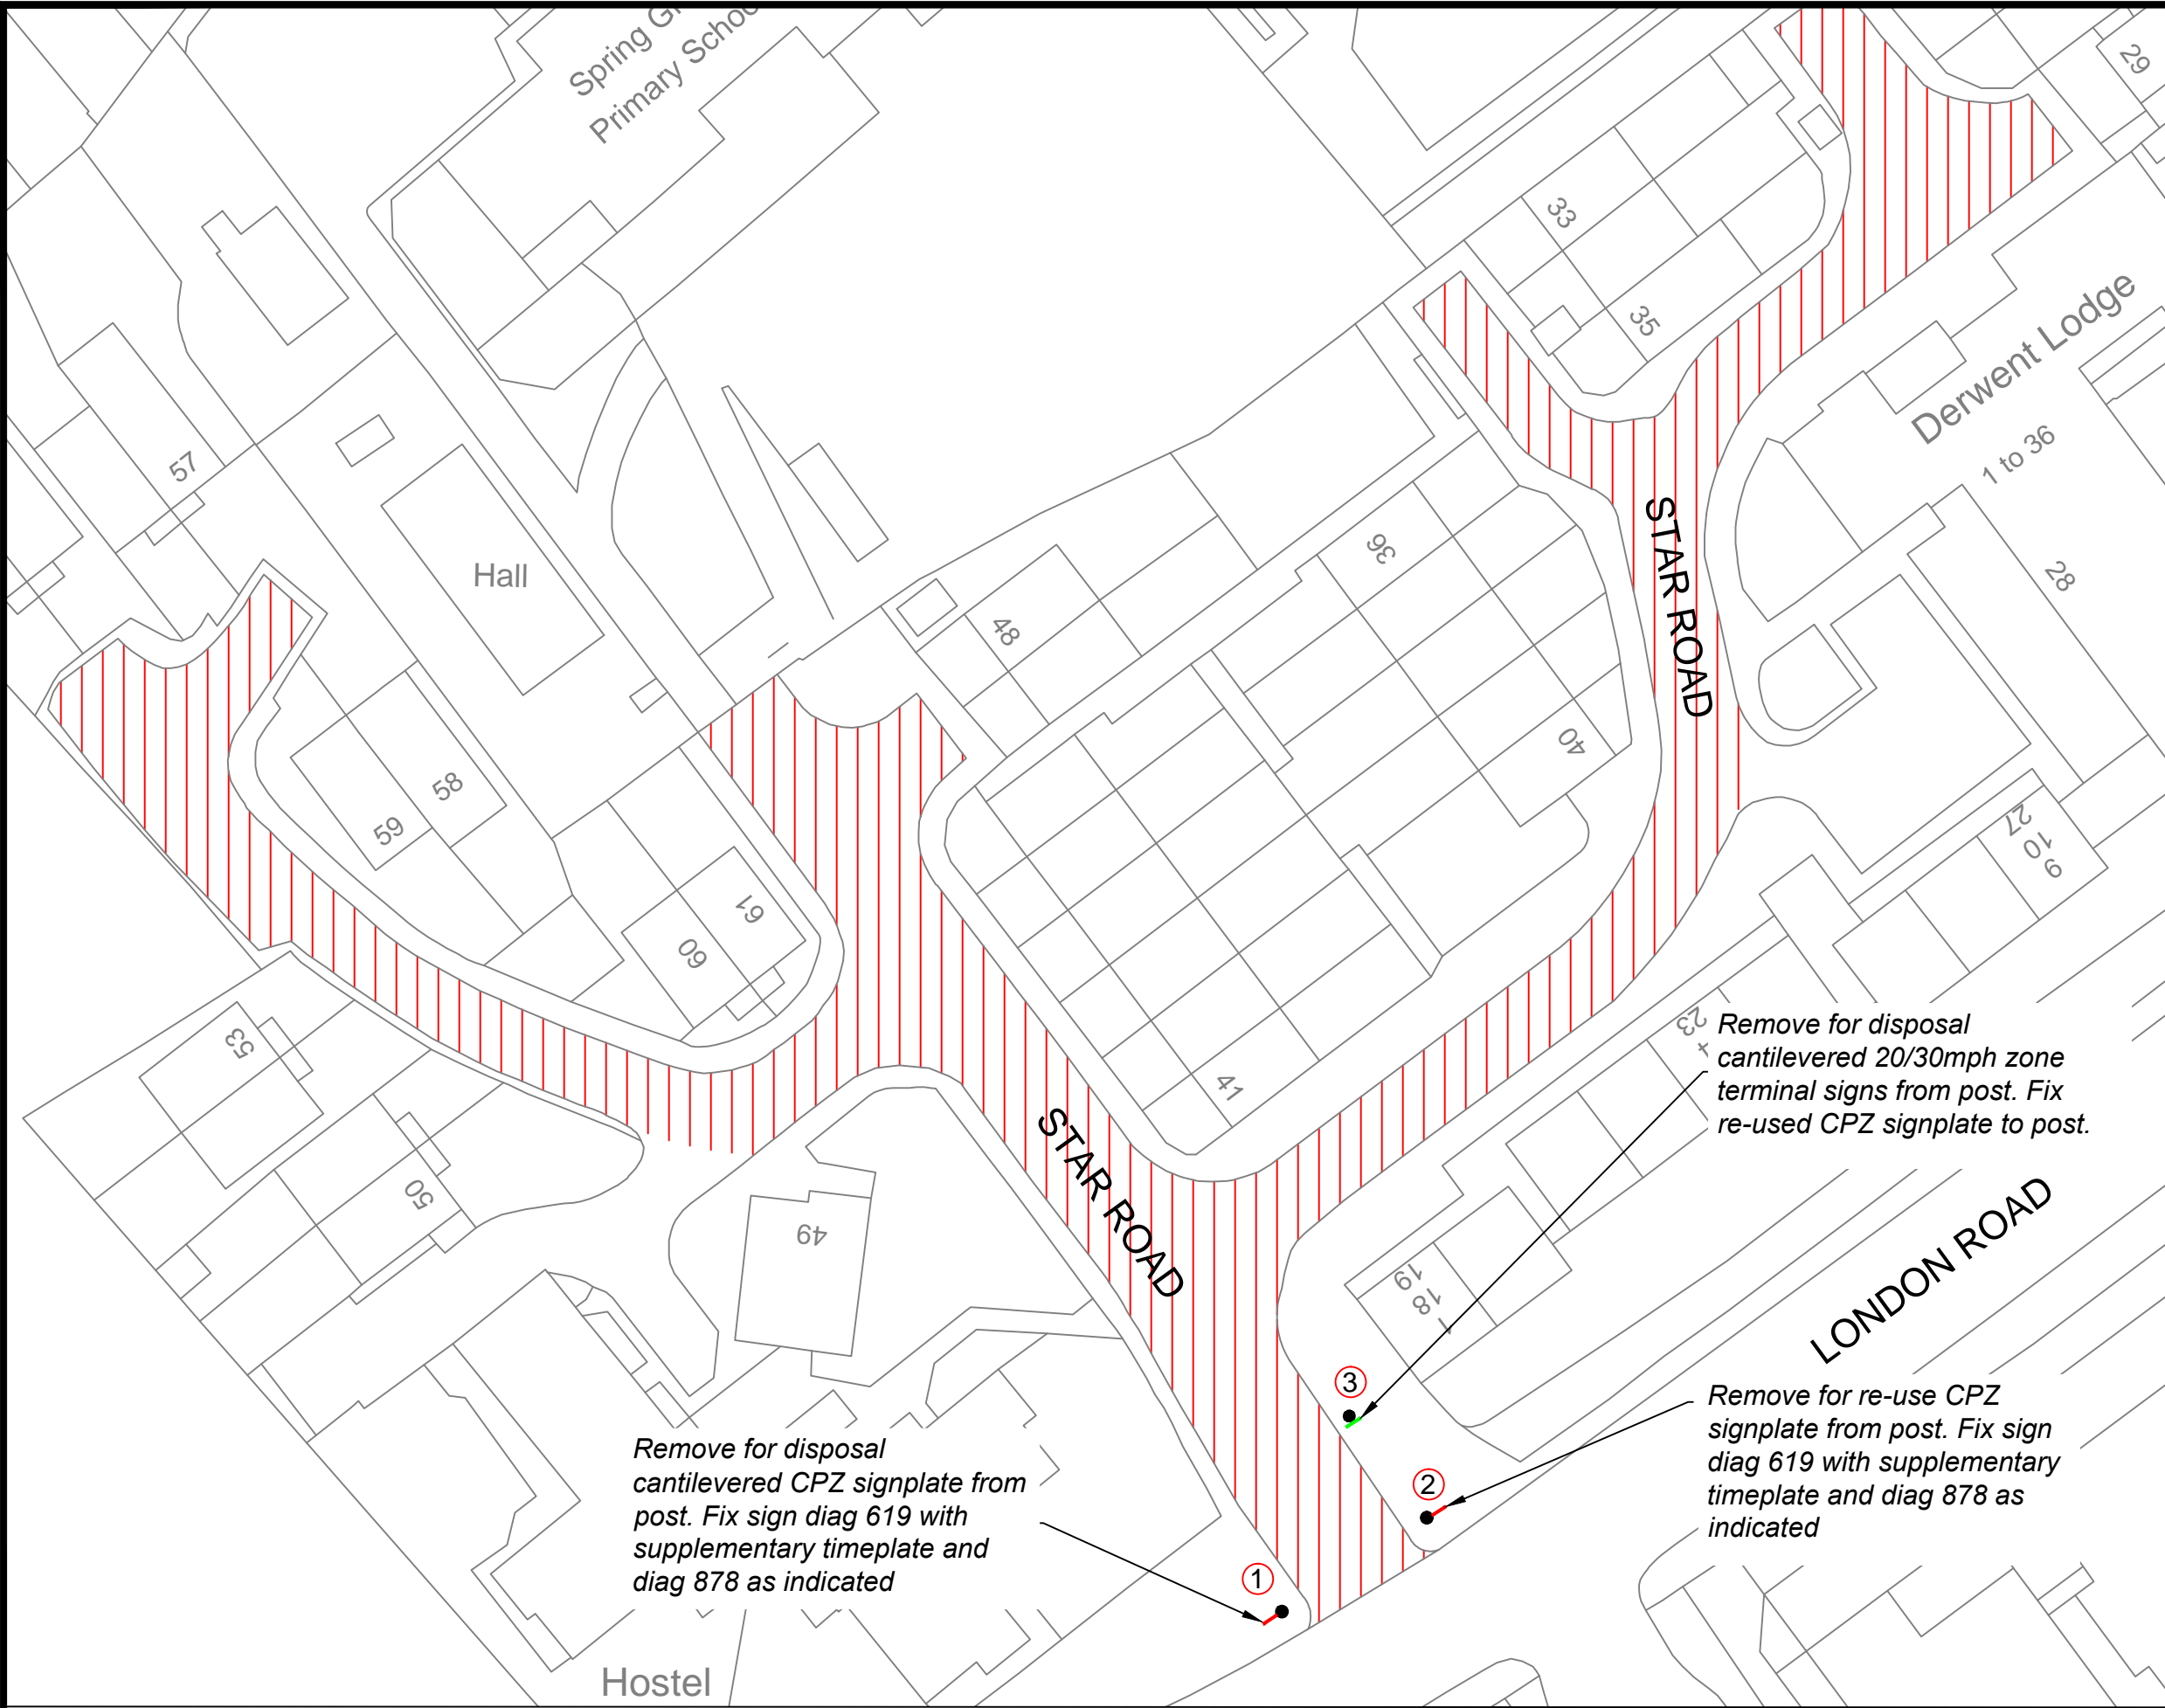 Spring G
Primary School
29
33
35
Derwent Lodge
1 to 36
57
Hall
36
48
STAR ROAD
28
40
58
59
61
60
27
10
9
53
23
Remove for disposal
cantilevered 20/30mph zone
terminal signs from post. Fix
re-used CPZ signplate to post.
41
STAR ROAD
50
49
LONDON ROAD
19
18
1
3
Remove for re-use CPZ
signplate from post. Fix sign
diag 619 with supplementary
timeplate and diag 878 as
indicated
2
Remove for disposal
cantilevered CPZ signplate from
post. Fix sign diag 619 with
supplementary timeplate and
diag 878 as indicated
1
Hostel